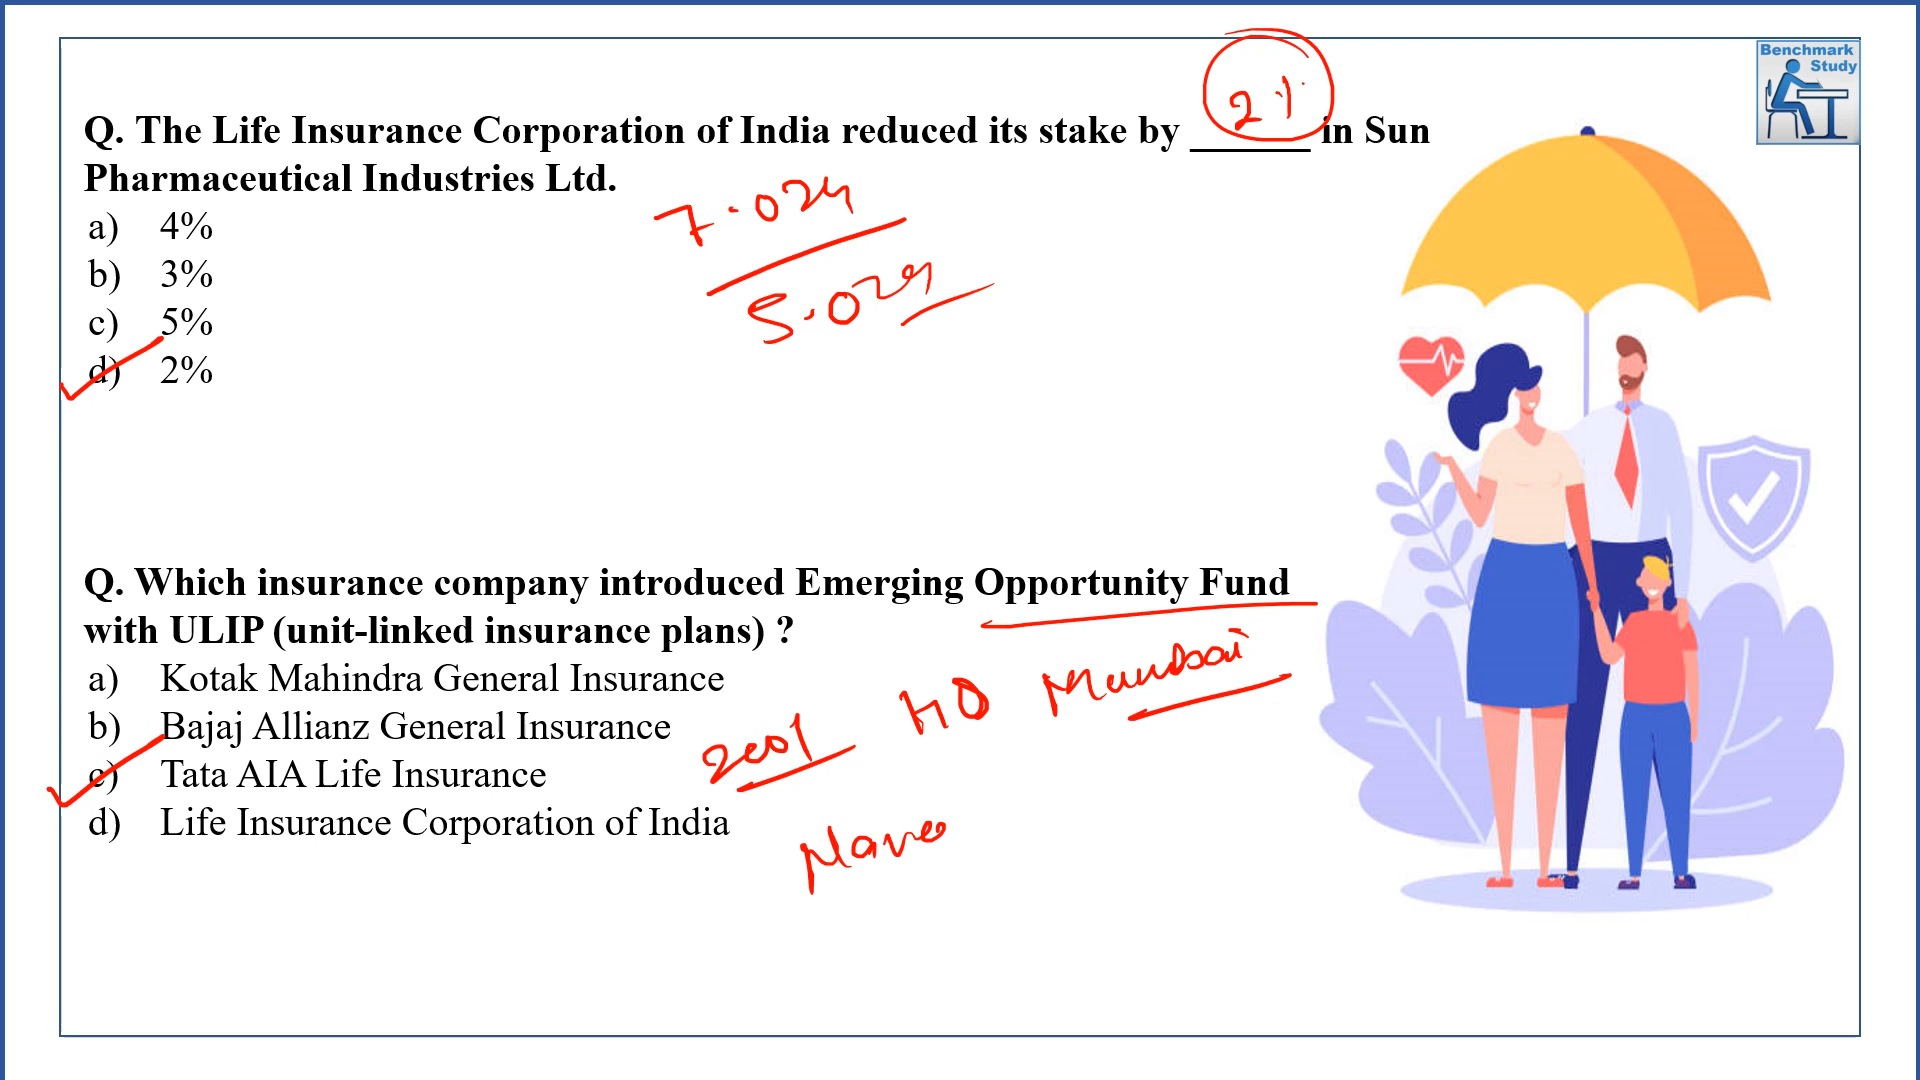 Benchmark
Study
2%
Q. The Life Insurance Corporation of India reduced its stake by ______ in Sun
Pharmaceutical Industries Ltd.
7.024
5.024
a) 4%
b) 3%
c) 5%
d) 2%
Q. Which insurance company introduced Emerging Opportunity Fund
with ULIP (unit-linked insurance plans) ?
a) Kotak Mahindra General Insurance
b) Bajaj Allianz General Insurance
c) Tata AIA Life Insurance
d) Life Insurance Corporation of India
2001 HO Mumbai